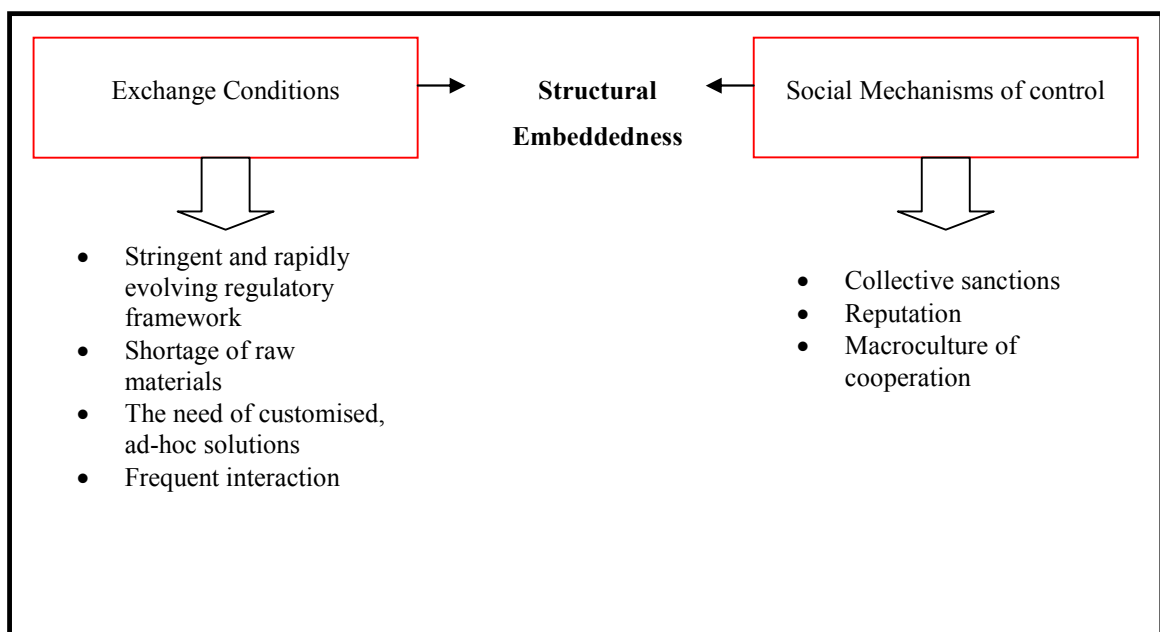 Exchange Conditions
Structural
Embeddedness
Social Mechanisms of control
• Stringent and rapidly
evolving regulatory
framework
• Shortage of raw
materials
• The need of customised,
ad-hoc solutions
• Frequent interaction
• Collective sanctions
• Reputation
• Macroculture of
cooperation